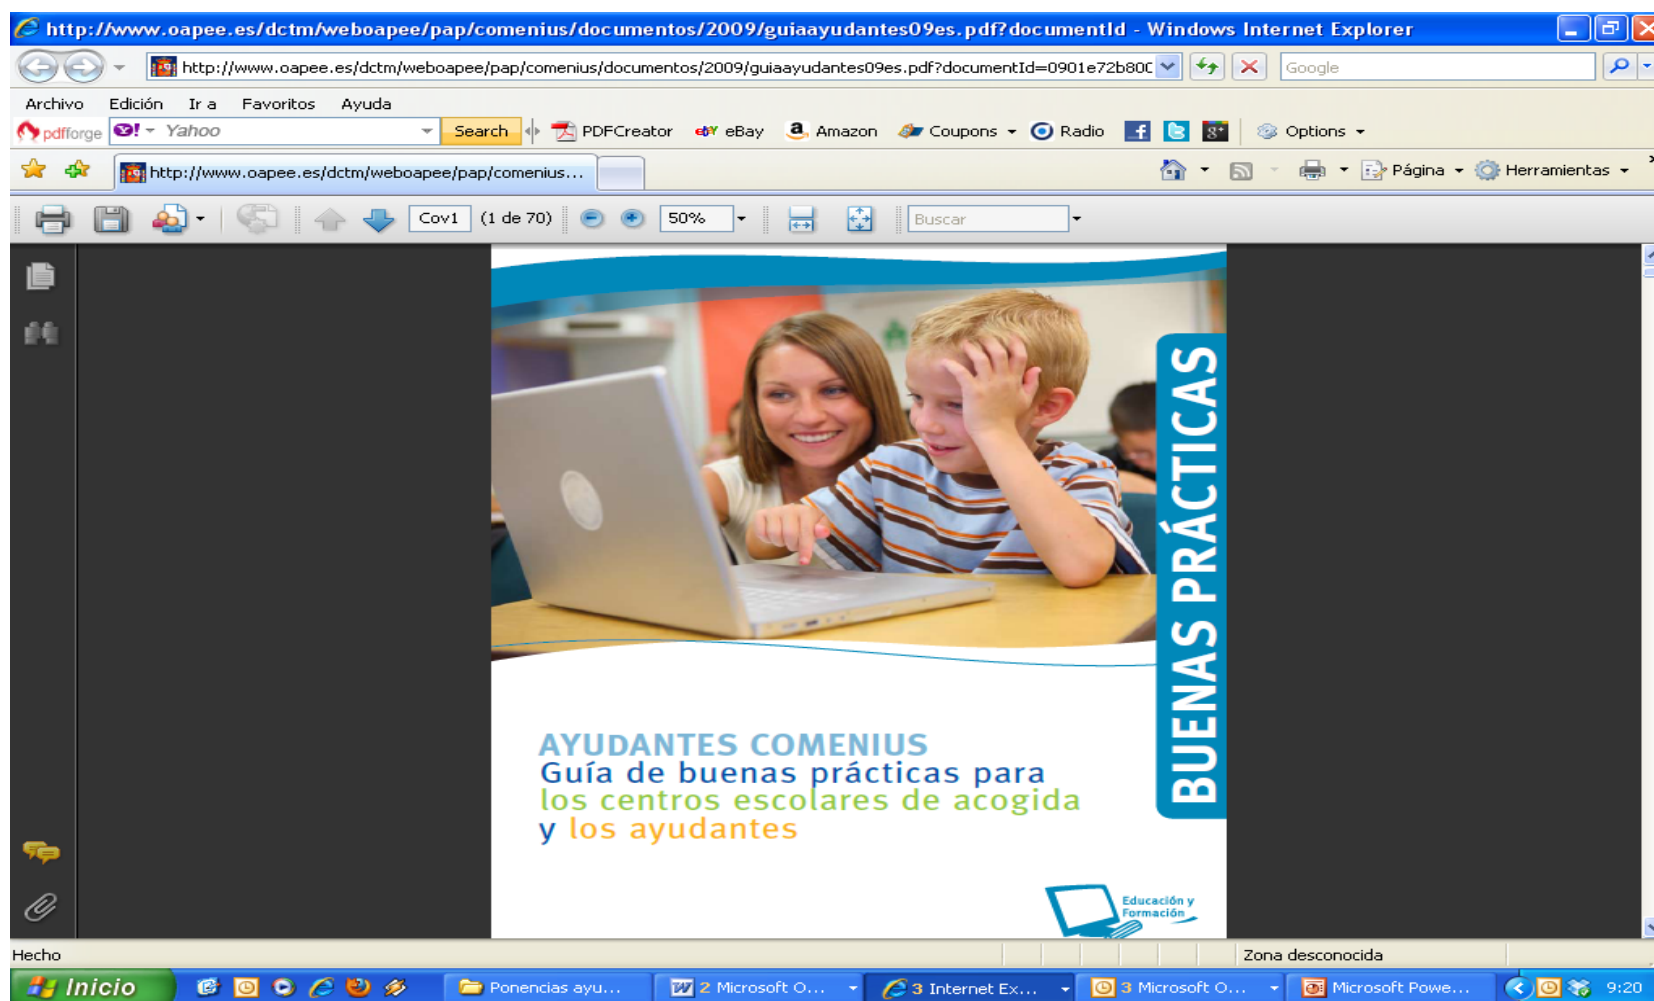 http://www.oapee.es/dctm/weboapee/pap/comenius/documentos/2009/guiaayudantes09es.pdf?documentId - Windows Internet Explorer
http://www.oapee.es/dctm/weboapee/pap/comenius/documentos/2009/guiaayudantes09es.pdf?documentId=0901e72b80
Google
Archivo Edición Ir a Favoritos Ayuda
pdfforge Yahoo Search PDFCreator eBay Amazon Coupons Radio Options
http://www.oapee.es/dctm/weboapee/pap/comenius... Página Herramientas
Cov1 (1 de 70) 50% Buscar
BUENAS PRÁCTICAS
AYUDANTES COMENIUS
Guía de buenas prácticas para
los centros escolares de acogida
y los ayudantes
Educación y
Formación
Hecho Zona desconocida
Inicio Ponencias ayu... 2 Microsoft O... 3 Internet Ex... 3 Microsoft O... Microsoft Powe... 9:20